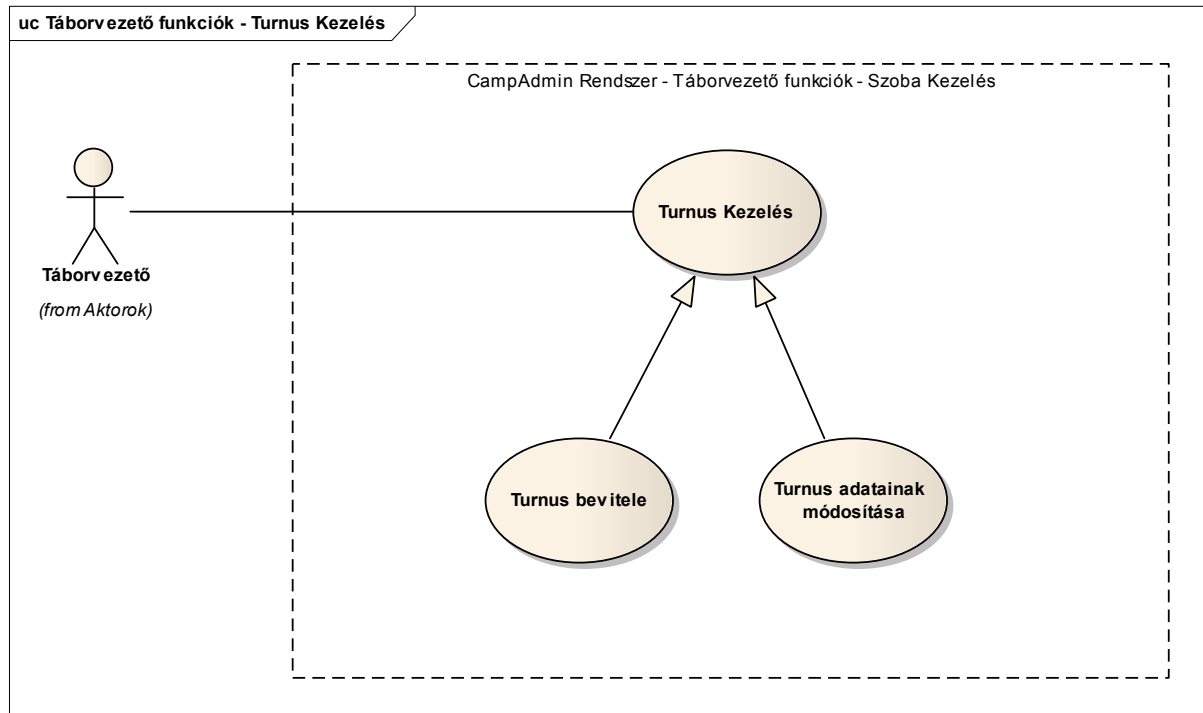 uc Táborvezető funkciók - Turnus Kezelés
CampAdmin Rendszer - Táborvezető funkciók - Szoba Kezelés
Turnus Kezelés
Táborvezető
(from Aktorok)
Turnus bevitele
Turnus adatainak
módosítása